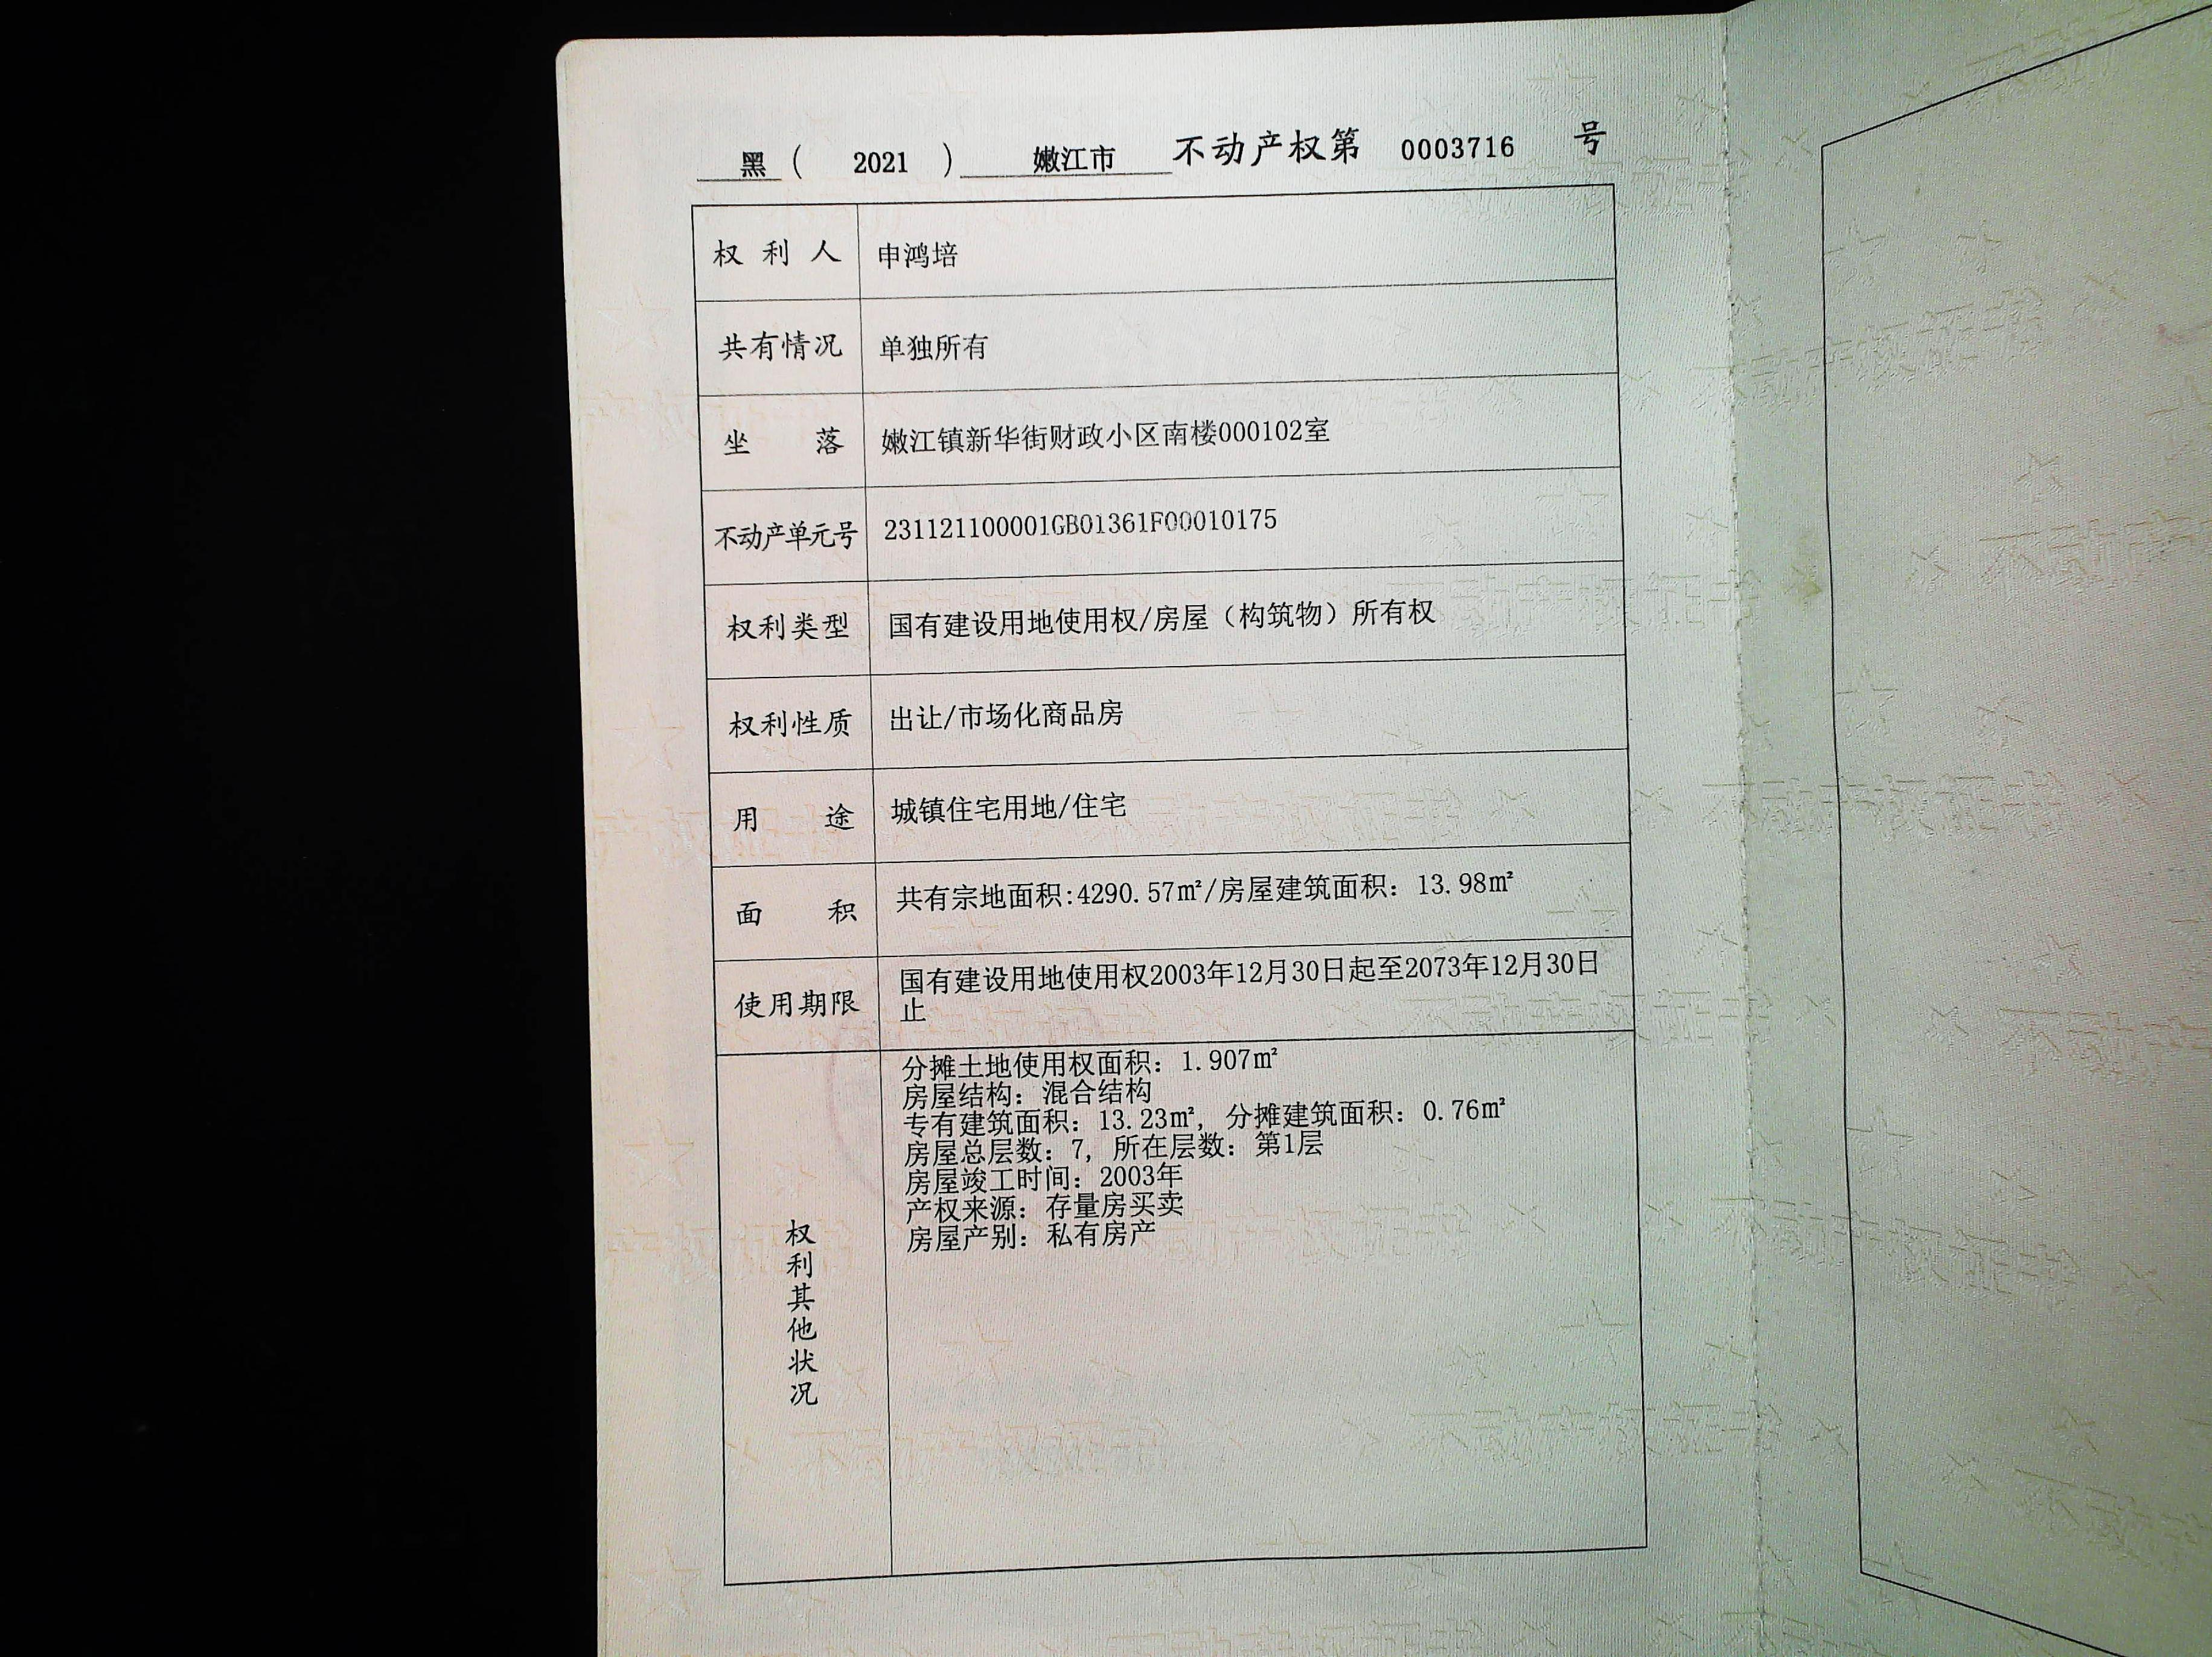 黑 ( 2021 ) 嫩江市 不动产权第 0003716 号
权利人 申鸿培
共有情况 单独所有
坐落 嫩江镇新华街财政小区南楼000102室
不动产单元号 231121100001GB01361F00010175
权利类型 国有建设用地使用权/房屋（构筑物）所有权
权利性质 出让/市场化商品房
用途 城镇住宅用地/住宅
面积 共有宗地面积:4290.57㎡/房屋建筑面积：13.98㎡
使用期限 国有建设用地使用权2003年12月30日起至2073年12月30日
止
权利其他状况
分摊土地使用权面积：1.907㎡
房屋结构：混合结构
专有建筑面积：13.23㎡，分摊建筑面积：0.76㎡
房屋总层数：7，所在层数：第1层
房屋竣工时间：2003年
产权来源：存量房买卖
房屋产别：私有房产